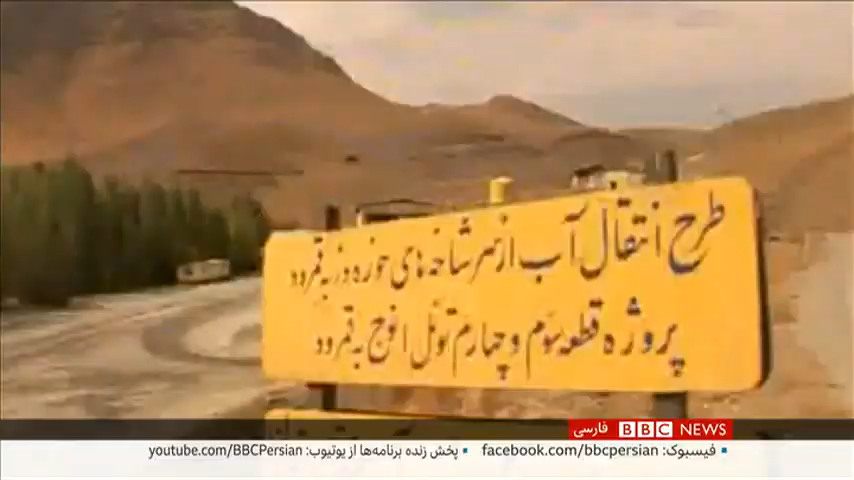 طرح انتقال آب از سرشاخه های حوزه دز به قمرود
پروژه قطعه سوم و چهارم تونل انوج به قمرود
BBC NEWS فارسی
▪ فیسبوک: facebook.com/bbcpersian ▪ پخش زنده برنامه‌ها از یوتیوب: youtube.com/BBCPersian